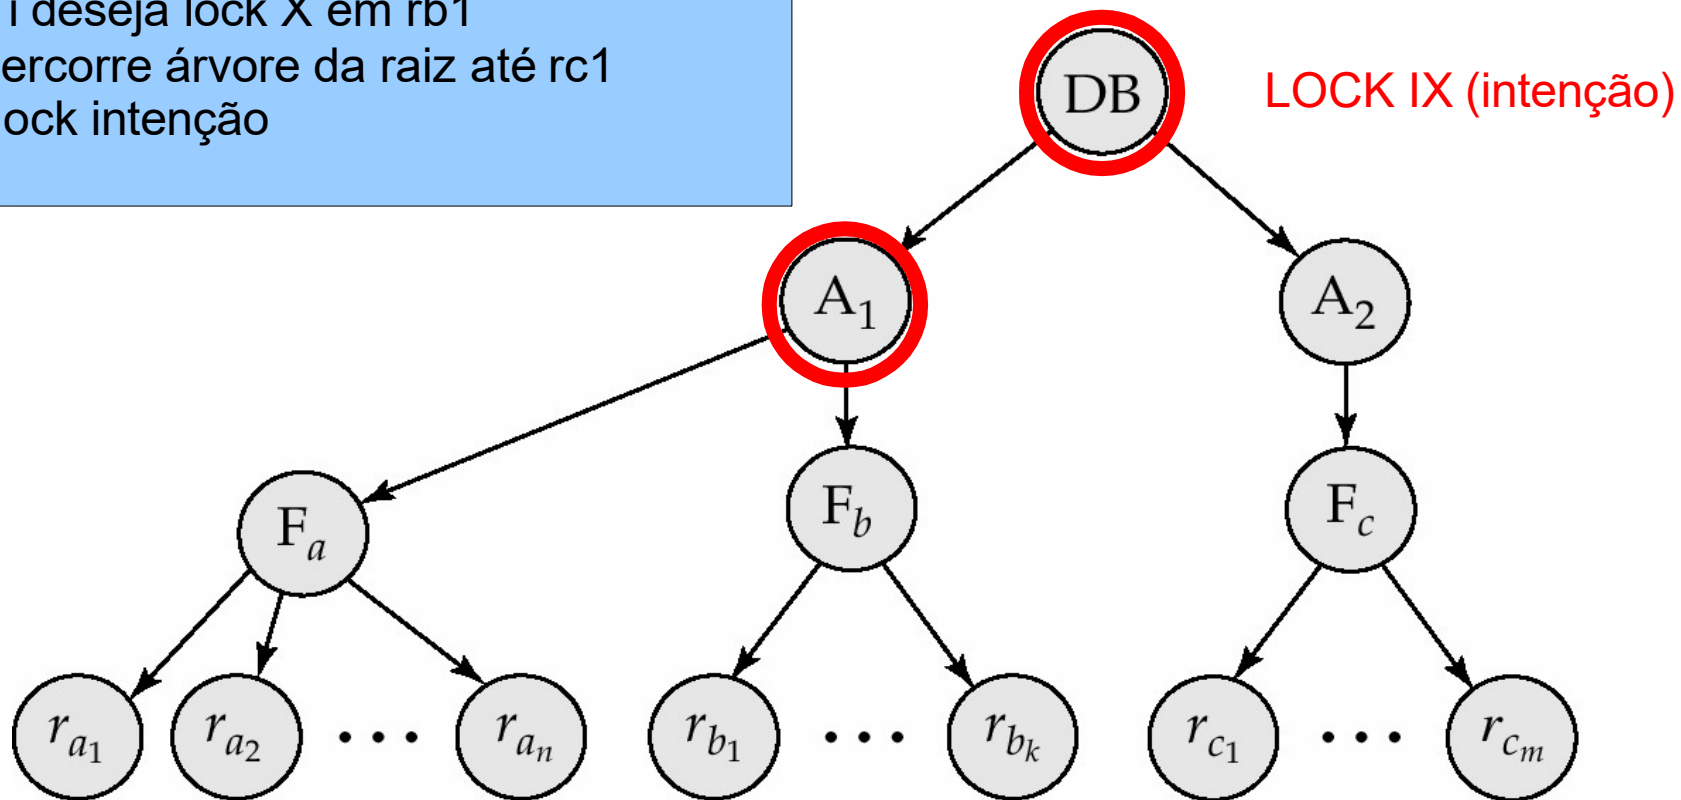 i deseja lock X em rb1
ercorre árvore da raiz até rc1
ock intenção
DB
LOCK IX (intenção)
A1
A2
Fa
Fb
Fc
ra1 ra2 ••• ran rb1 ••• rbk rc1 ••• rcm